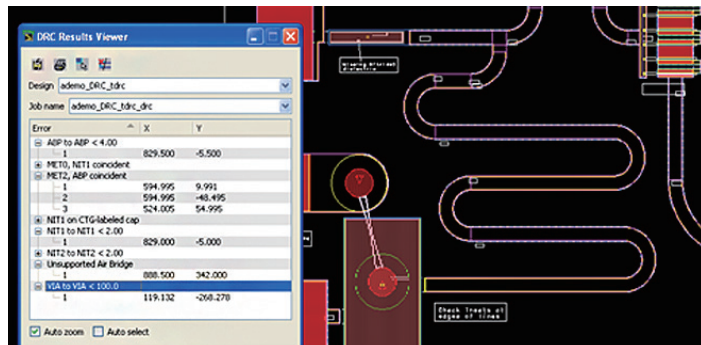 DRC Results Viewer
Design ademo_DRC_tdrc
Job name ademo_DRC_tdrc_drc
Error X Y
ABP to ABP < 4.00
1 829.500 -5.500
MET0, NIT1 coincident
MET2, ABP coincident
1 594.995 9.991
2 594.995 -48.495
3 524.005 54.995
NIT1 on CTG-labeled cap
NIT1 to NIT1 < 2.00
1 829.000 -5.000
NIT2 to NIT2 < 2.00
Unsupported Air Bridge
1 888.500 342.000
VIA to VIA < 100.0
1 119.132 -268.278
Auto zoom Auto select
Missing Nitride1
dielectric
Check Insets at
edges of lines